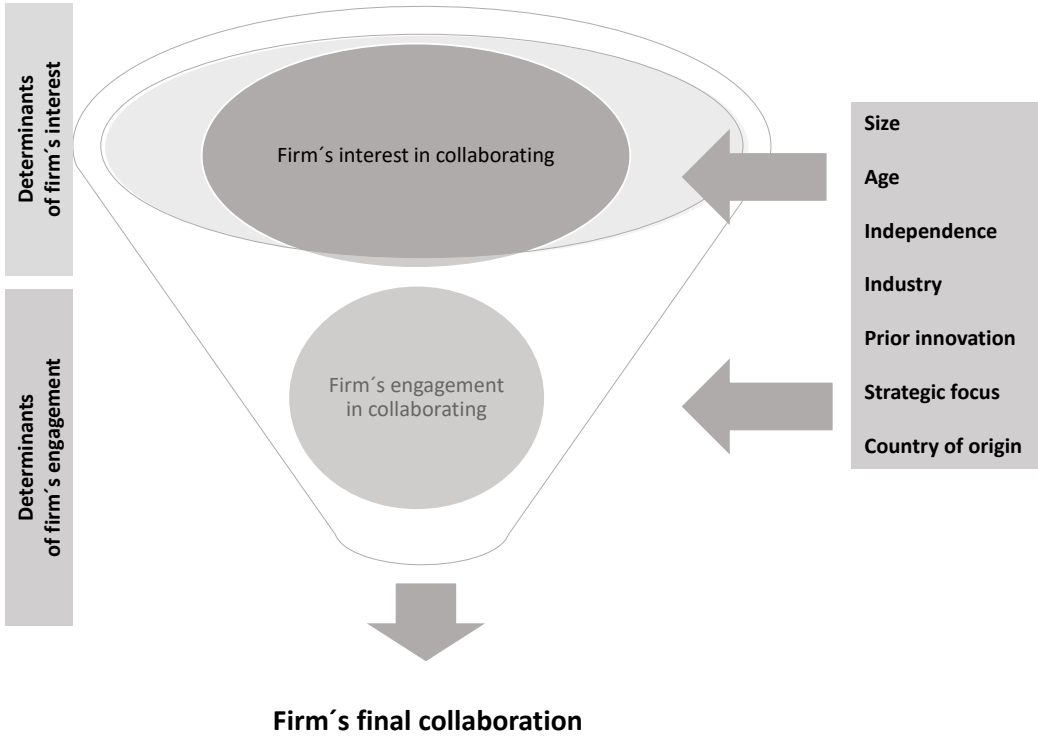 Determinants
of firm´s interest
Firm´s interest in collaborating
Size
Age
Independence
Industry
Prior innovation
Strategic focus
Country of origin
Determinants
of firm´s engagement
Firm´s engagement
in collaborating
Firm´s final collaboration